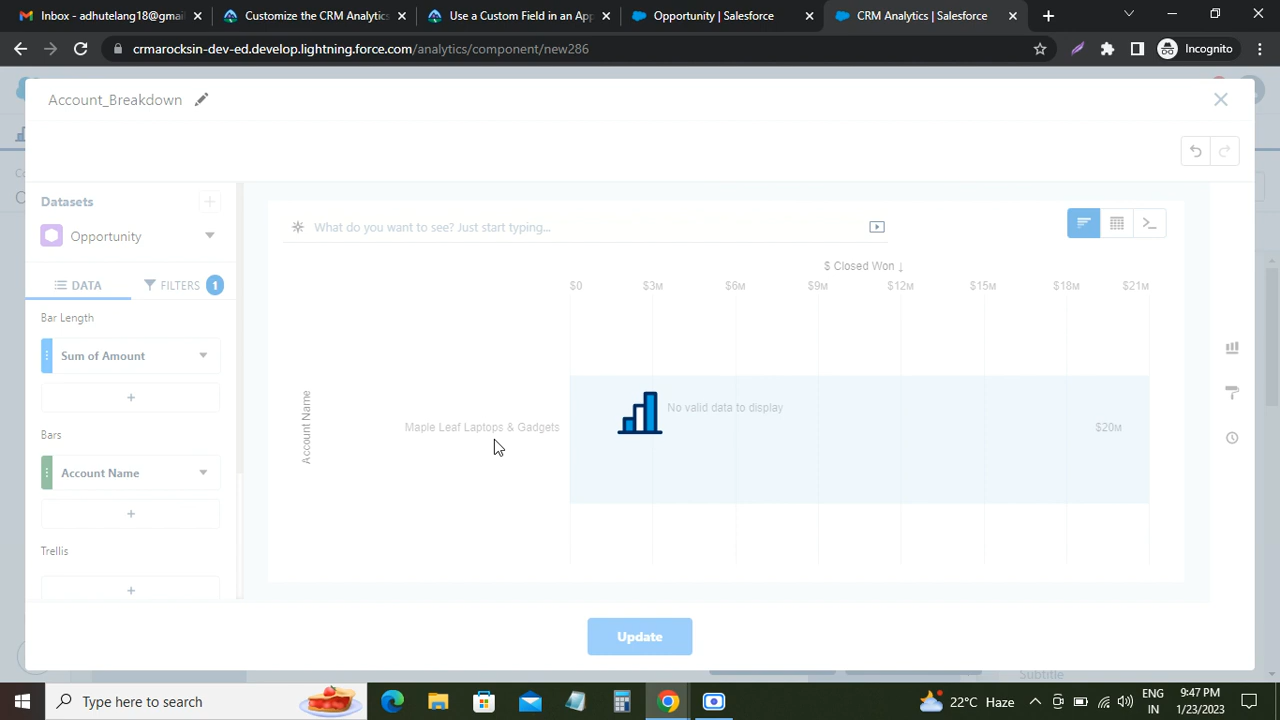 Inbox - adhutelang18@gmai
Customize the CRM Analytics
Use a Custom Field in an App
Opportunity | Salesforce
CRM Analytics | Salesforce
crmarocksin-dev-ed.develop.lightning.force.com/analytics/component/new286
Incognito
Account_Breakdown
Datasets
Opportunity
DATA
FILTERS 1
Bar Length
Sum of Amount
Bars
Account Name
Trellis
What do you want to see? Just start typing...
$ Closed Won ↓
$0 $3M $6M $9M $12M $15M $18M $21M
Account Name
Maple Leaf Laptops & Gadgets
No valid data to display
$20M
Update
Subtitle
Type here to search
22°C Haze
ENG
IN
9:47 PM
1/23/2023